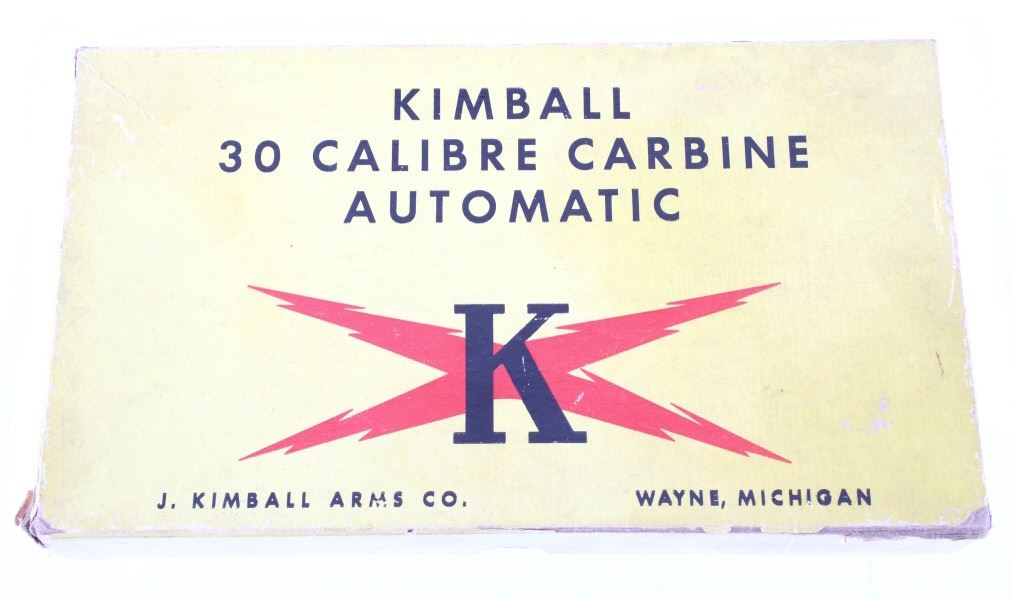 KIMBALL
30 CALIBRE CARBINE
AUTOMATIC
K
J. KIMBALL ARMS CO. WAYNE, MICHIGAN